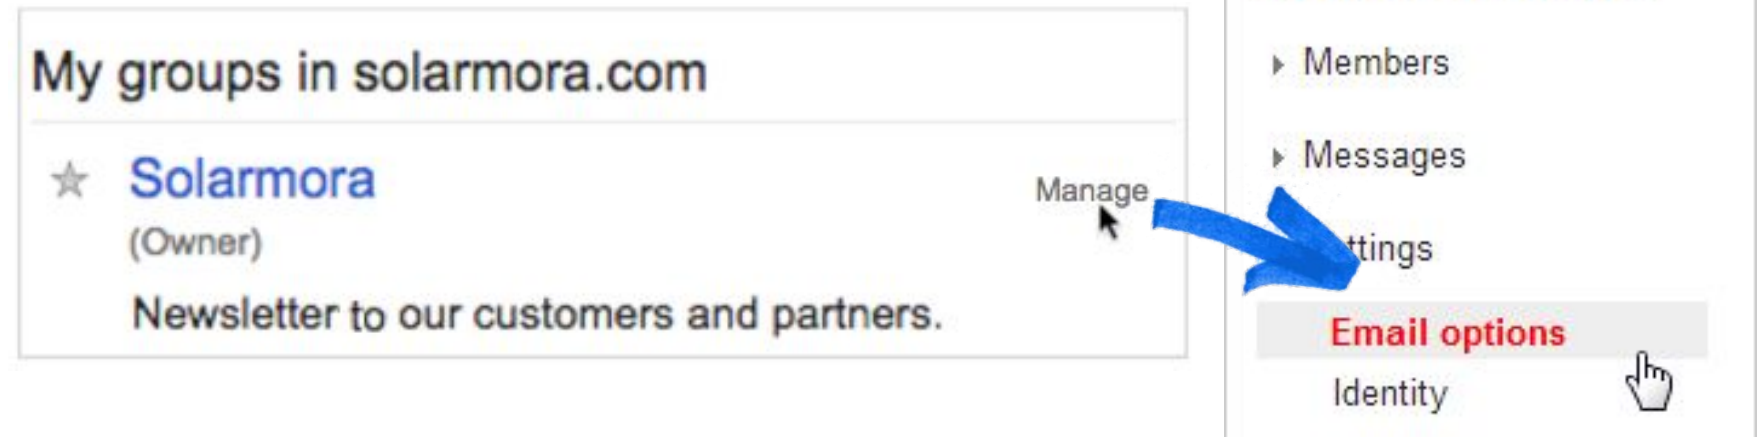 My groups in solarmora.com
Solarmora
Manage
(Owner)
Newsletter to our customers and partners.
Members
Messages
Email options
Identity